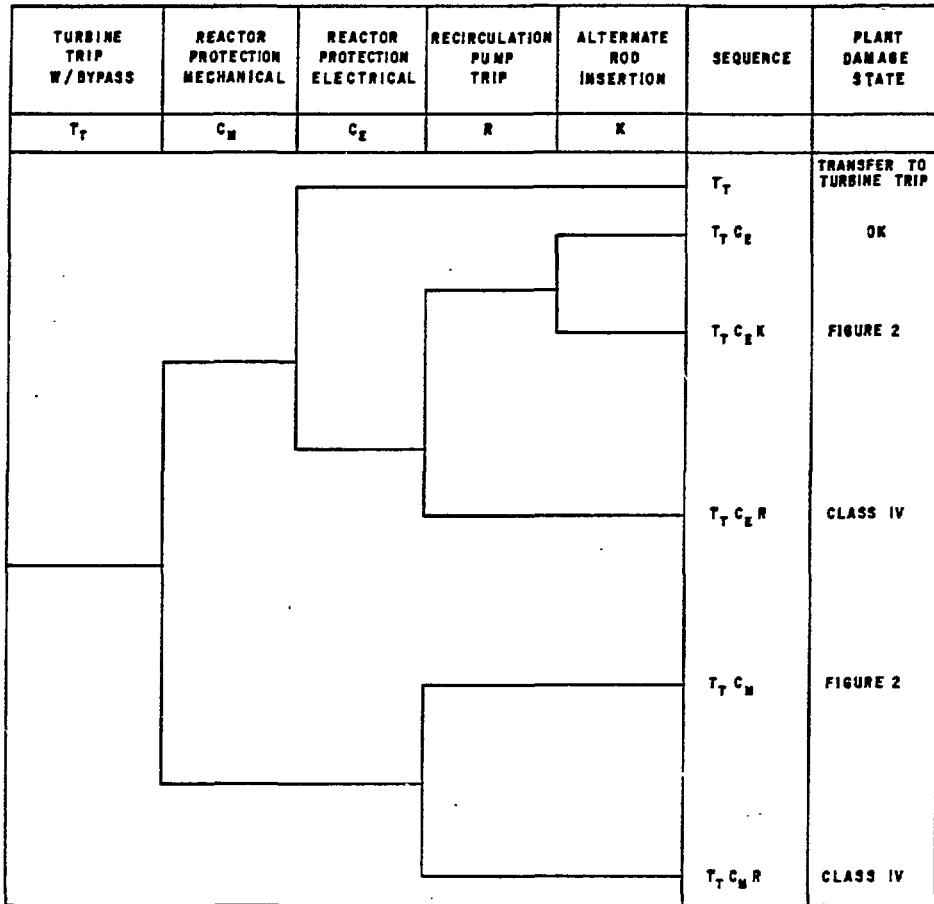 TURBINE TRIP W/BYPASS
REACTOR PROTECTION MECHANICAL
REACTOR PROTECTION ELECTRICAL
RECIRCULATION PUMP TRIP
ALTERNATE ROD INSERTION
SEQUENCE
PLANT DAMAGE STATE
T_T
C_M
C_E
R
K
T_T
TRANSFER TO TURBINE TRIP
T_T C_E
OK
T_T C_E K
FIGURE 2
T_T C_E R
CLASS IV
T_T C_M
FIGURE 2
T_T C_M R
CLASS IV